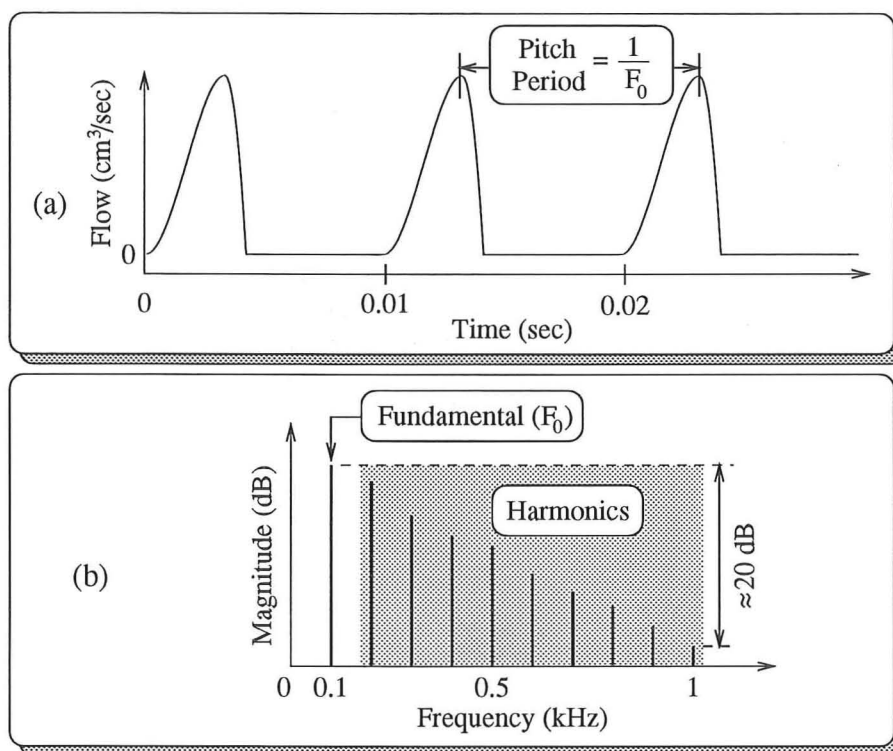 Pitch
Period = 1/F₀
Flow (cm³/sec)
(a)
0
0 0.01 0.02
Time (sec)
Fundamental (F₀)
Magnitude (dB)
Harmonics
≈20 dB
(b)
0 0.1 0.5 1
Frequency (kHz)